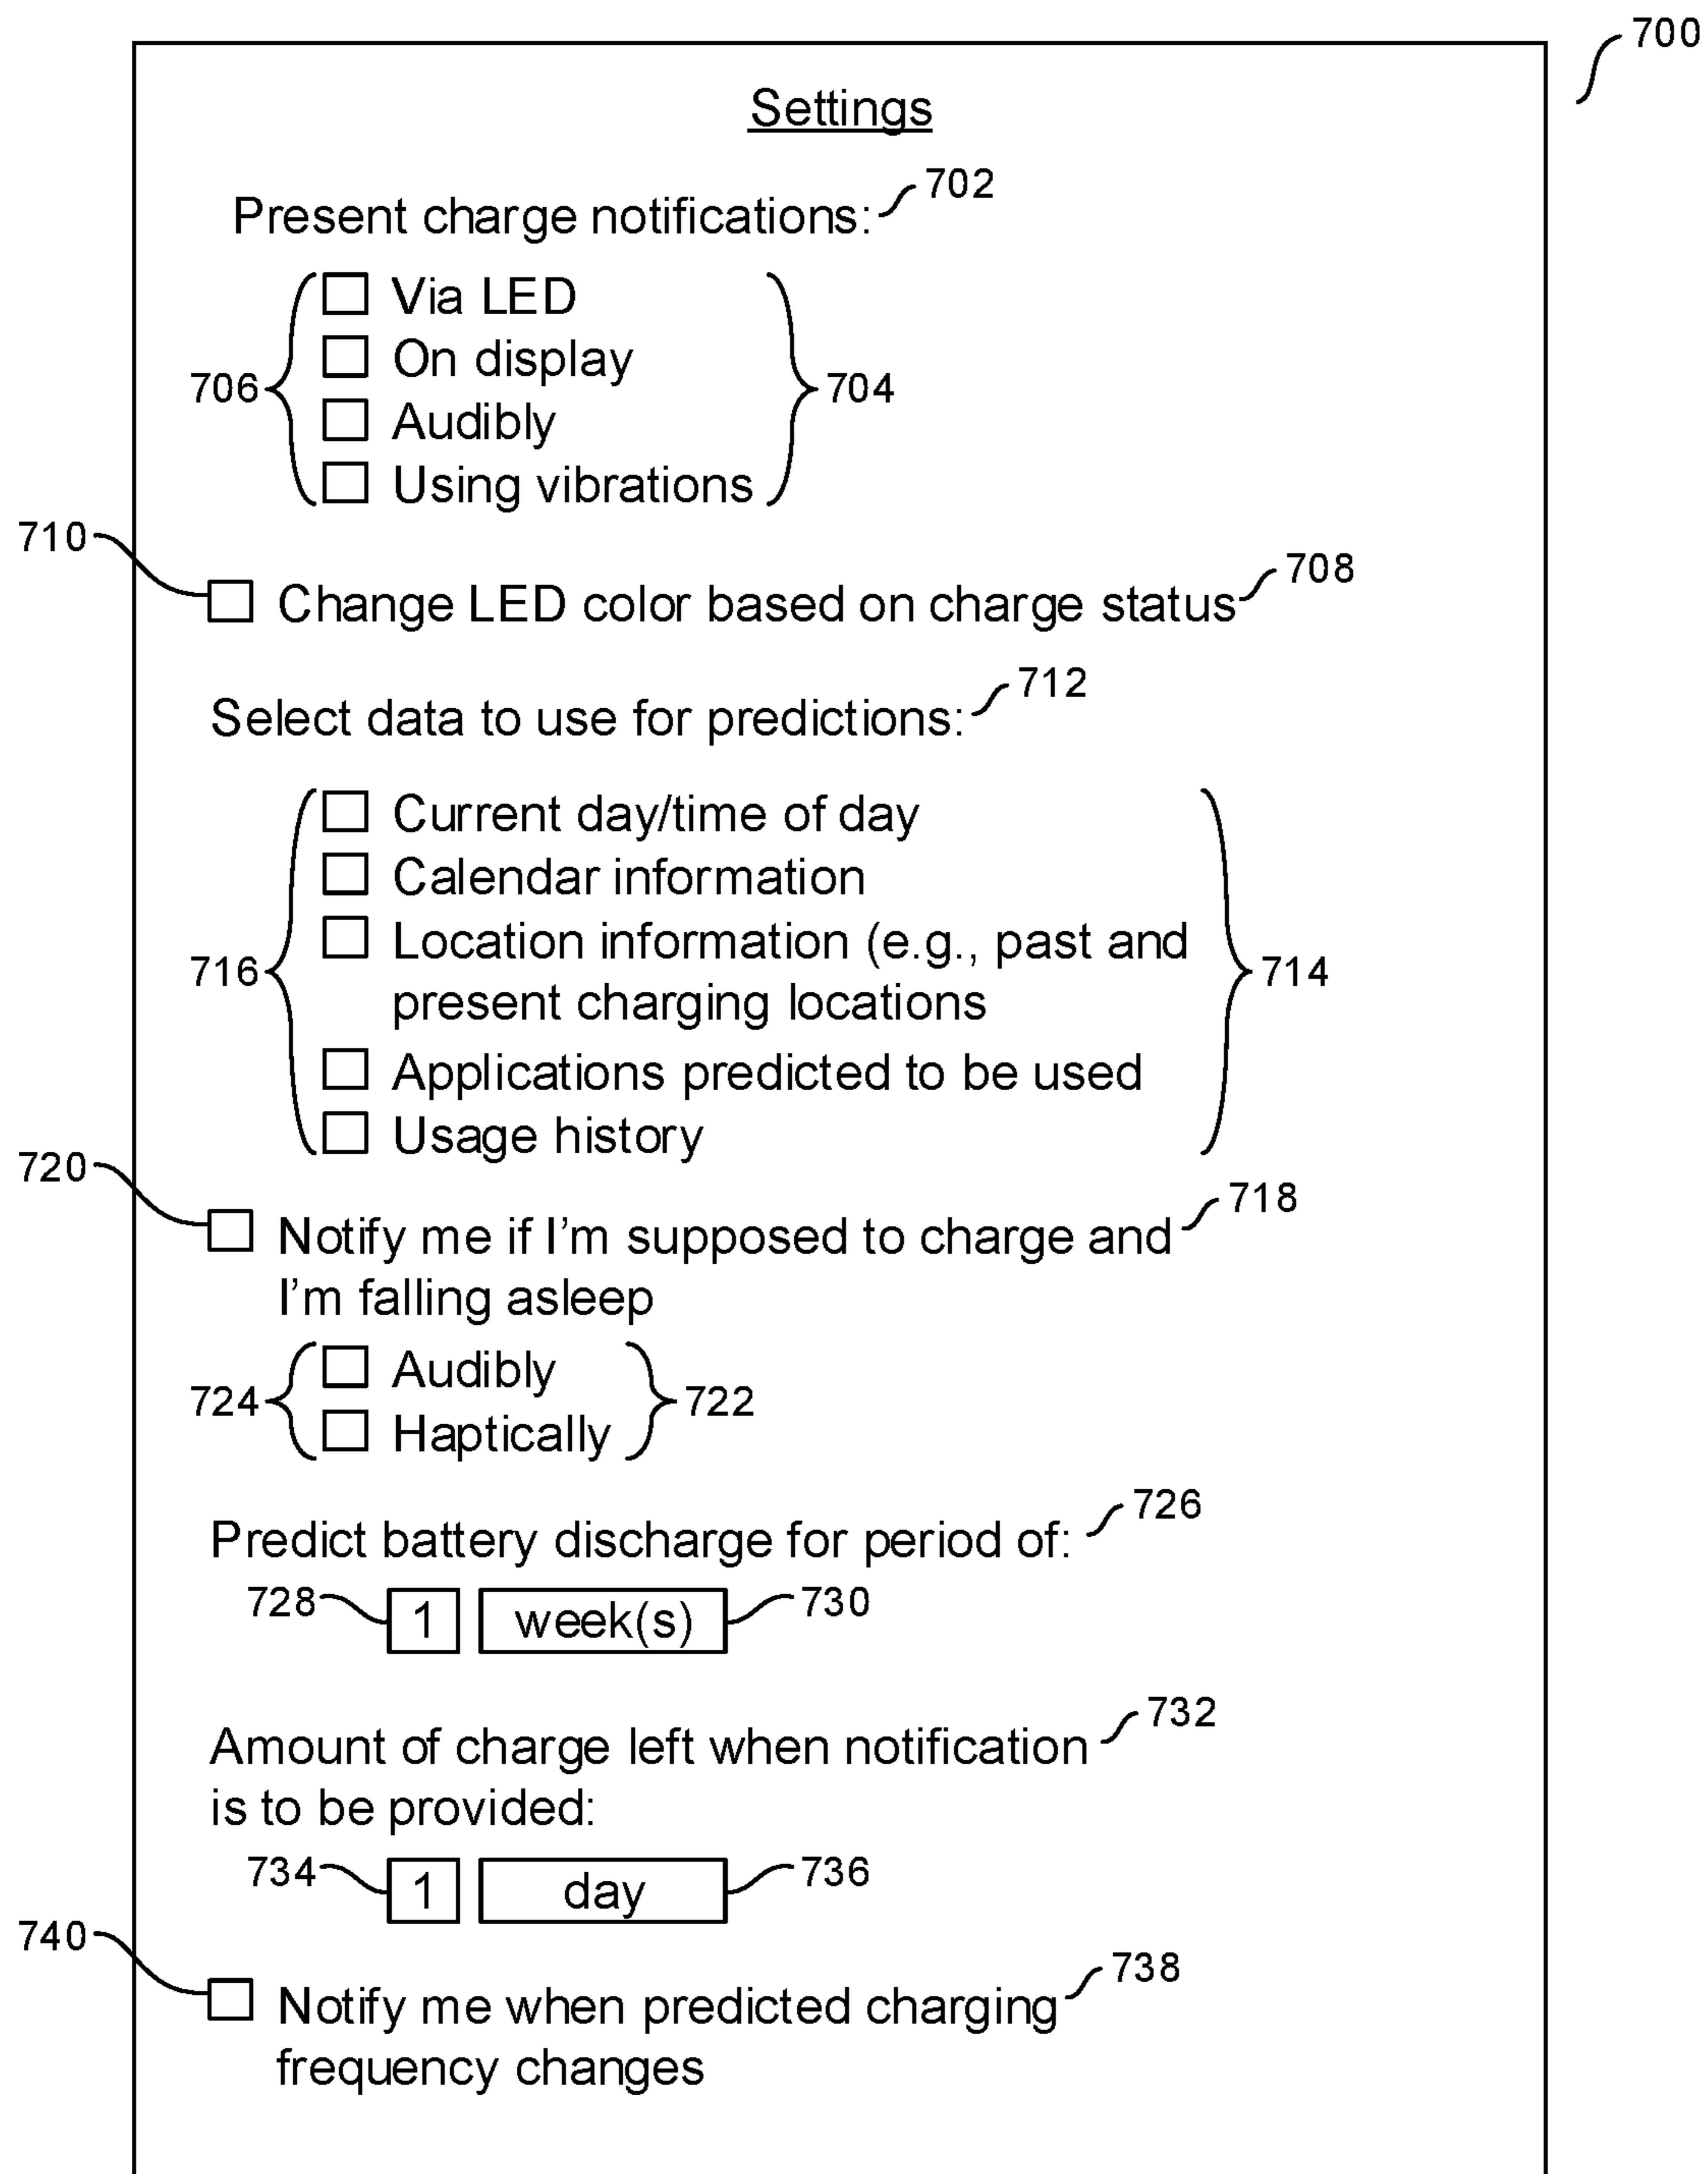 700
Settings
Present charge notifications: 702
Via LED
On display
706 704
Audibly
Using vibrations
710
Change LED color based on charge status 708
Select data to use for predictions: 712
Current day/time of day
Calendar information
Location information (e.g., past and
716 714
present charging locations
Applications predicted to be used
Usage history
720
Notify me if I'm supposed to charge and 718
I'm falling asleep
Audibly
724 722
Haptically
Predict battery discharge for period of: 726
728 1 week(s) 730
Amount of charge left when notification 732
is to be provided:
734 1 day 736
740
Notify me when predicted charging 738
frequency changes